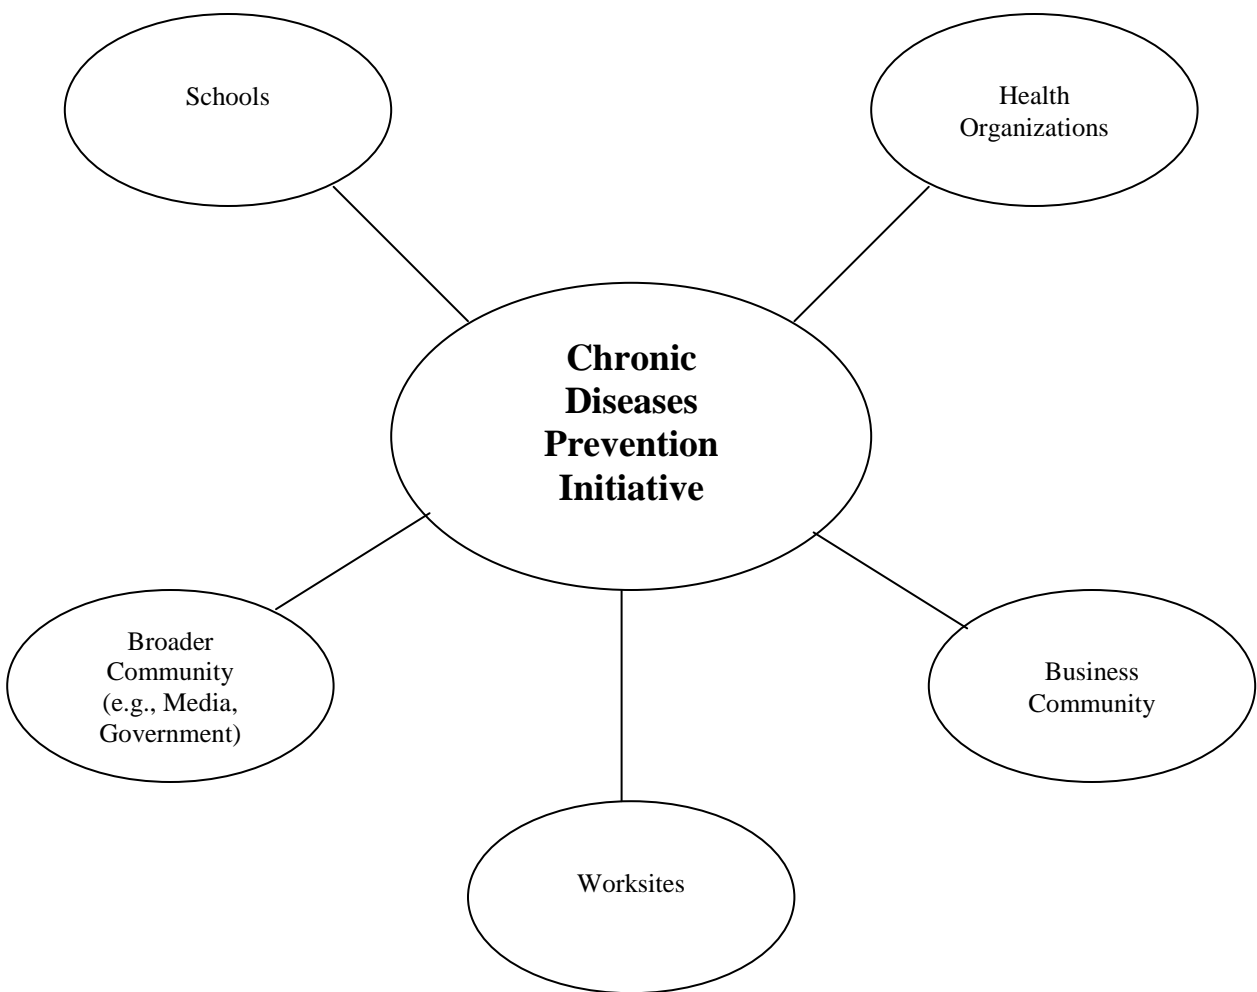 Schools
Health
Organizations
Chronic
Diseases
Prevention
Initiative
Broader
Community
(e.g., Media,
Government)
Business
Community
Worksites